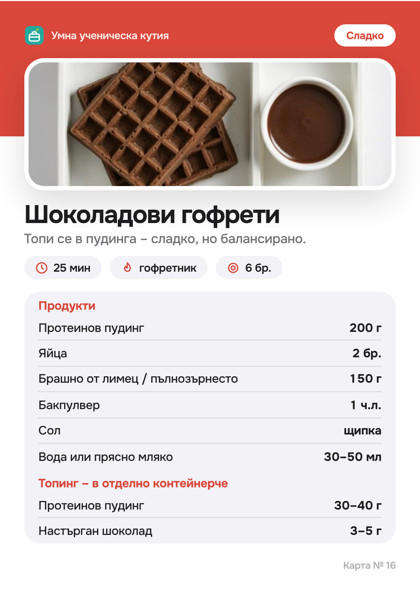 Умна ученическа кутия
Сладко
Шоколадови гофрети
Топи се в пудинга – сладко, но балансирано.
25 мин
гофретник
6 бр.
Продукти
Протеинов пудинг 200 г
Яйца 2 бр.
Брашно от лимец / пълнозърнесто 150 г
Бакпулвер 1 ч.л.
Сол щипка
Вода или прясно мляко 30–50 мл
Топинг – в отделно контейнерче
Протеинов пудинг 30–40 г
Настърган шоколад 3–5 г
Карта № 16